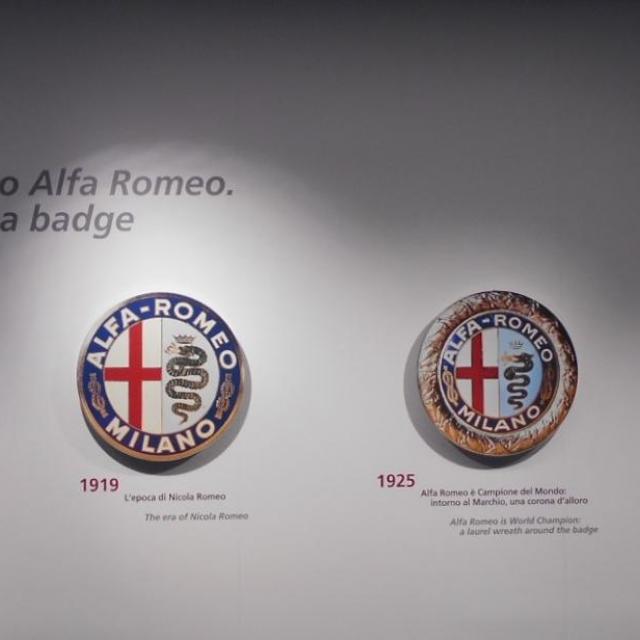 o Alfa Romeo.
a badge
ALFA-ROMEO
MILANO
ALFA-ROMEO
MILANO
1919
L'epoca di Nicola Romeo
The era of Nicola Romeo
1925
Alfa Romeo è Campione del Mondo:
intorno al Marchio, una corona d'alloro
Alfa Romeo is World Champion:
a laurel wreath around the badge